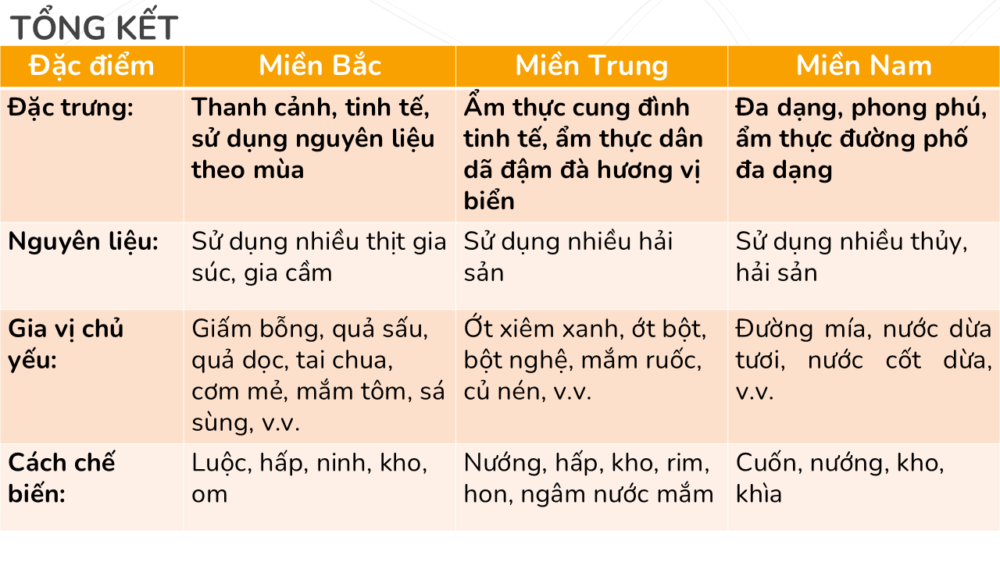 TỔNG KẾT
Đặc điểm
Miền Bắc
Miền Trung
Miền Nam
Đặc trưng:
Thanh cảnh, tinh tế,
sử dụng nguyên liệu
theo mùa
Ẩm thực cung đình
tinh tế, ẩm thực dân
dã đậm đà hương vị
biển
Đa dạng, phong phú,
ẩm thực đường phố
đa dạng
Nguyên liệu:
Sử dụng nhiều thịt gia
súc, gia cầm
Sử dụng nhiều hải
sản
Sử dụng nhiều thủy,
hải sản
Gia vị chủ
yếu:
Giấm bỗng, quả sấu,
quả dọc, tai chua,
cơm mẻ, mắm tôm, sá
sùng, v.v.
Ớt xiêm xanh, ớt bột,
bột nghệ, mắm ruốc,
củ nén, v.v.
Đường mía, nước dừa
tươi, nước cốt dừa,
v.v.
Cách chế
biến:
Luộc, hấp, ninh, kho,
om
Nướng, hấp, kho, rim,
hon, ngâm nước mắm
Cuốn, nướng, kho,
khìa